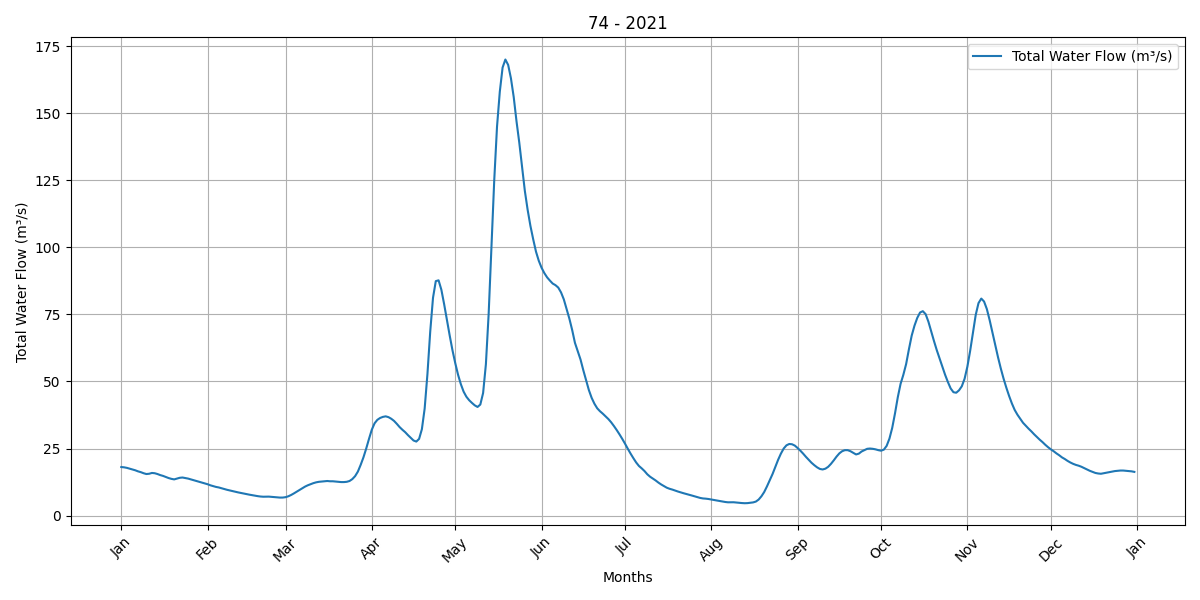 74 - 2021
Total Water Flow (m³/s)
Total Water Flow (m³/s)
175
150
125
100
75
50
25
0
Jan
Feb
Mar
Apr
May
Jun
Jul
Aug
Sep
Oct
Nov
Dec
Jan
Months